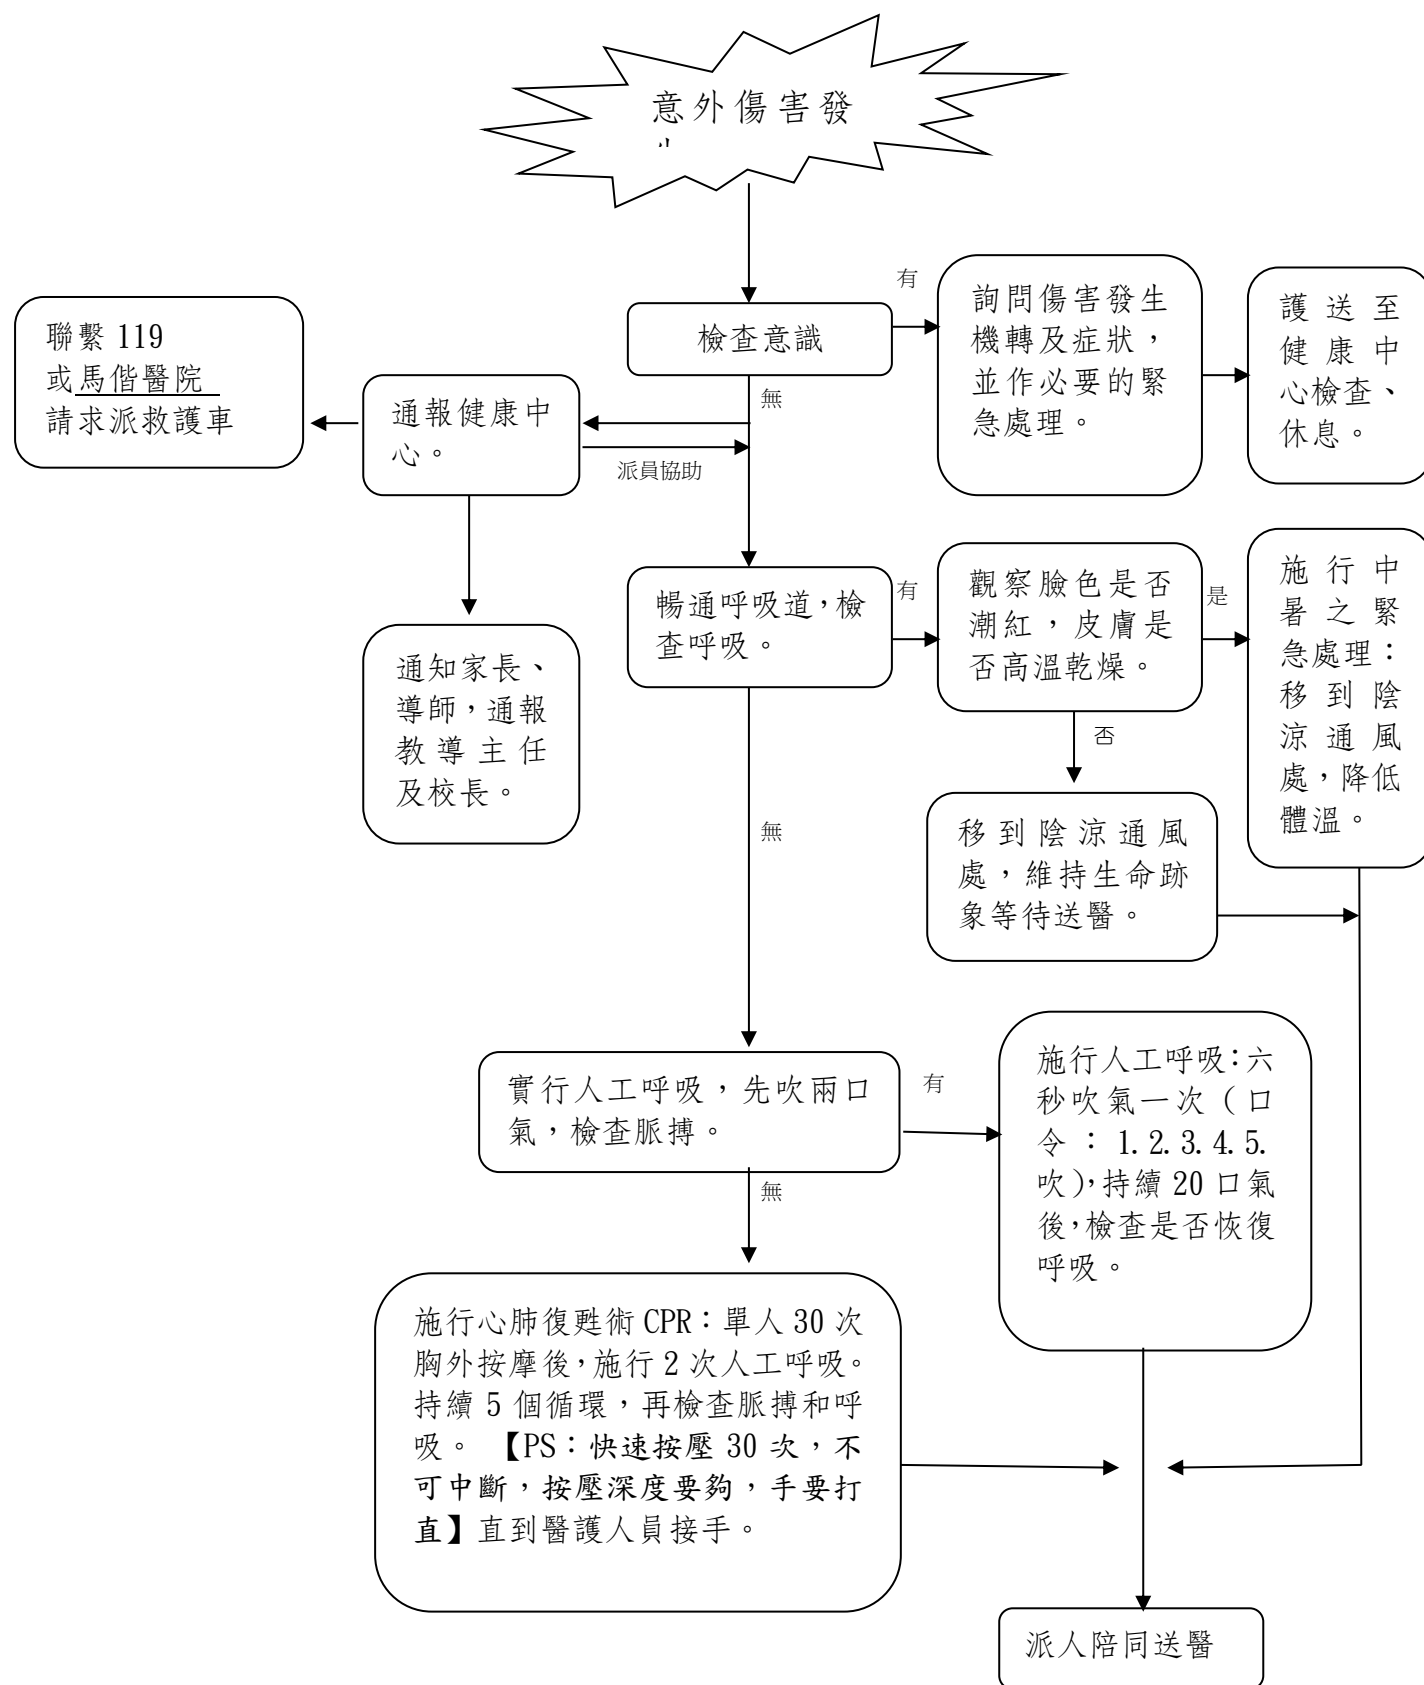 意外傷害發
有
檢查意識
詢問傷害發生
機轉及症狀，
並作必要的緊
急處理。
護送至
健康中
心檢查、
休息。
聯繫 119
或馬偕醫院
請求派救護車
無
通報健康中
心。
派員協助
通知家長、
導師，通報
教導主任
及校長。
暢通呼吸道，檢
查呼吸。
有
觀察臉色是否
潮紅，皮膚是
否高溫乾燥。
是
施行中
暑之緊
急處理：
移到陰
涼通風
處，降低
體溫。
否
移到陰涼通風
處，維持生命跡
象等待送醫。
無
實行人工呼吸，先吹兩口
氣，檢查脈搏。
有
施行人工呼吸：六
秒吹氣一次（口
令：1.2.3.4.5.
吹），持續 20 口氣
後，檢查是否恢復
呼吸。
無
施行心肺復甦術 CPR：單人 30 次
胸外按摩後，施行 2 次人工呼吸。
持續 5 個循環，再檢查脈搏和呼
吸。 【PS：快速按壓 30 次，不
可中斷，按壓深度要夠，手要打
直】直到醫護人員接手。
派人陪同送醫